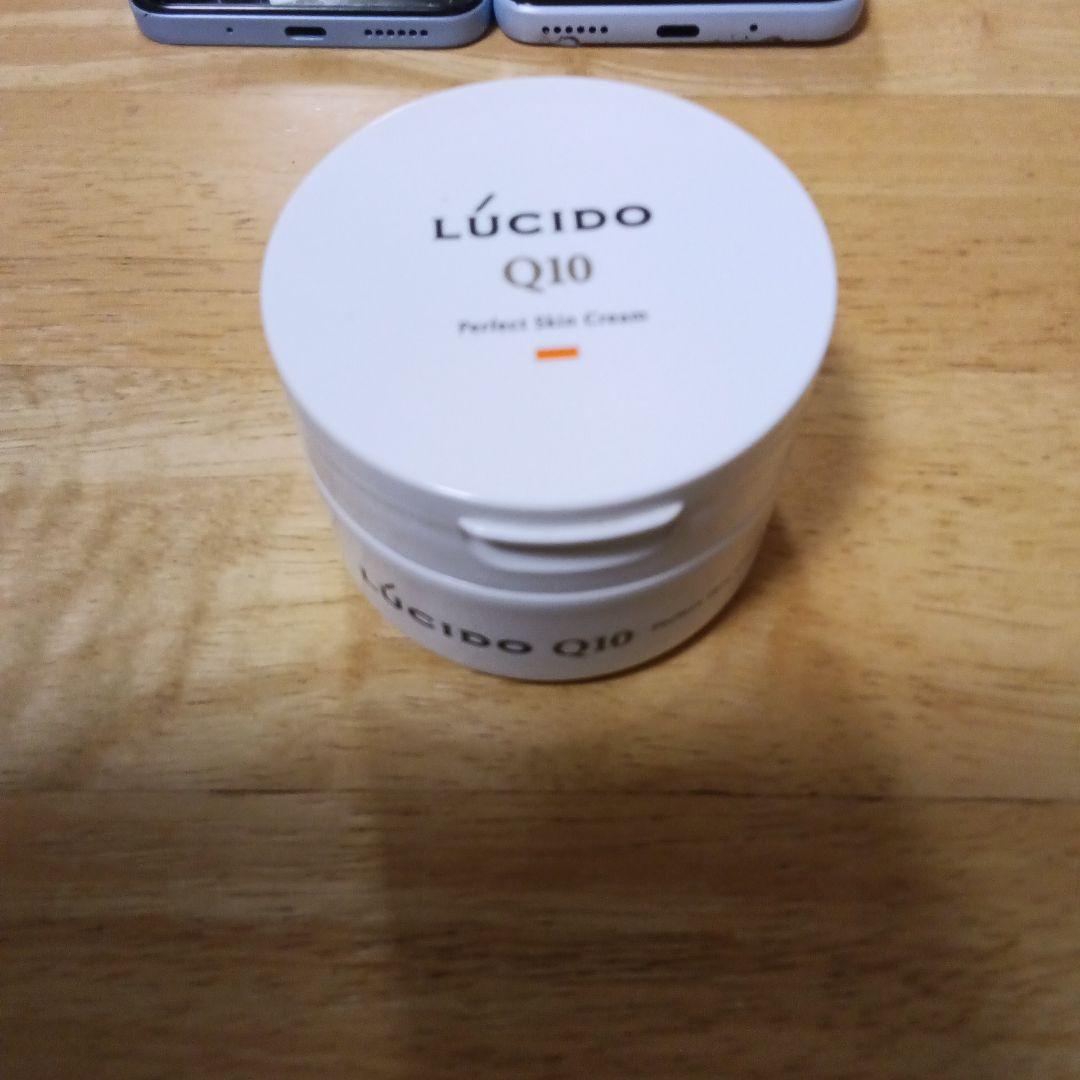 LÚCIDO
Q10
Perfect Skin Cream
LÚCIDO Q10